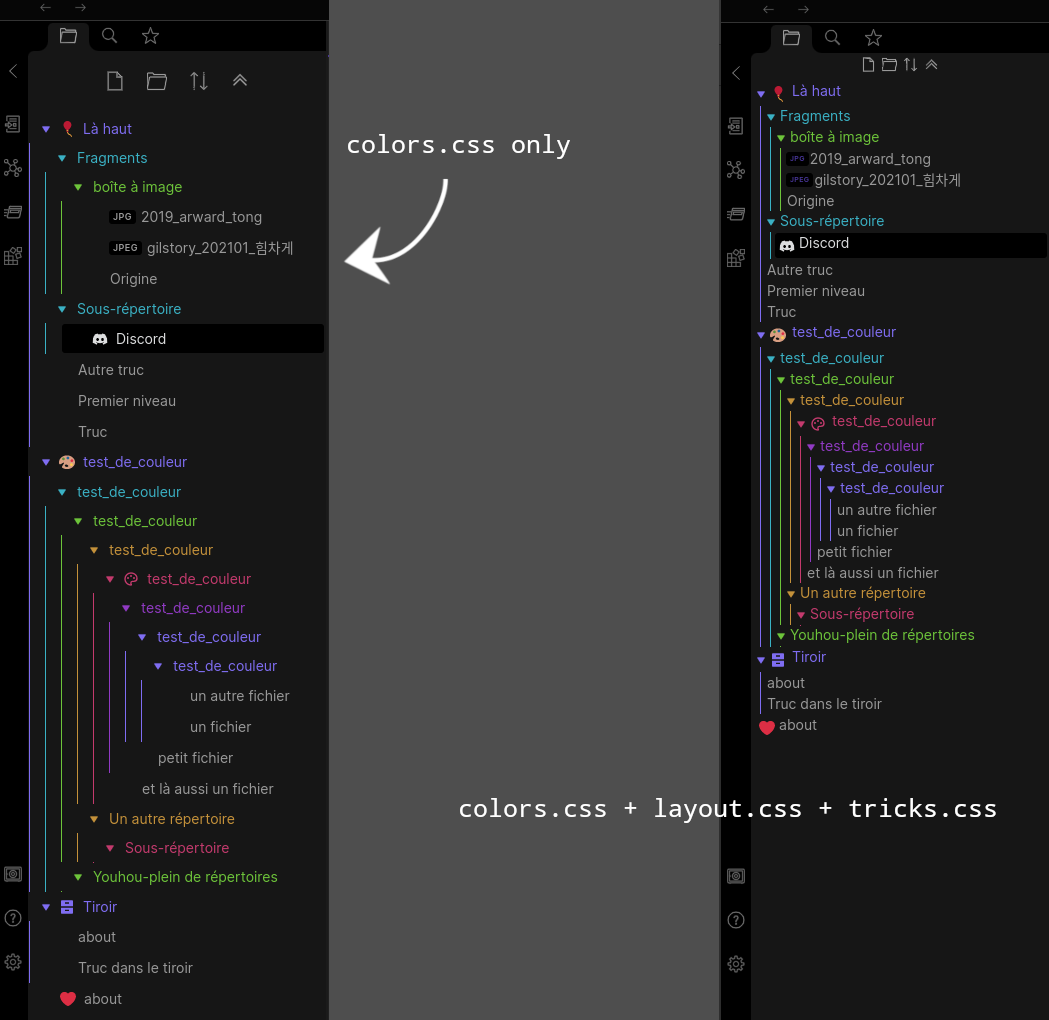 Là haut
Fragments
boîte à image
JPG 2019_arward_tong
JPEG gilstory_202101_힘차게
Origine
Sous-répertoire
Discord
Autre truc
Premier niveau
Truc
test_de_couleur
test_de_couleur
test_de_couleur
test_de_couleur
test_de_couleur
test_de_couleur
test_de_couleur
test_de_couleur
un autre fichier
un fichier
petit fichier
et là aussi un fichier
Un autre répertoire
Sous-répertoire
Youhou-plein de répertoires
Tiroir
about
Truc dans le tiroir
about
colors.css only
colors.css + layout.css + tricks.css
Là haut
Fragments
boîte à image
JPG 2019_arward_tong
JPEG gilstory_202101_힘차게
Origine
Sous-répertoire
Discord
Autre truc
Premier niveau
Truc
test_de_couleur
test_de_couleur
test_de_couleur
test_de_couleur
test_de_couleur
test_de_couleur
test_de_couleur
test_de_couleur
un autre fichier
un fichier
petit fichier
et là aussi un fichier
Un autre répertoire
Sous-répertoire
Youhou-plein de répertoires
Tiroir
about
Truc dans le tiroir
about